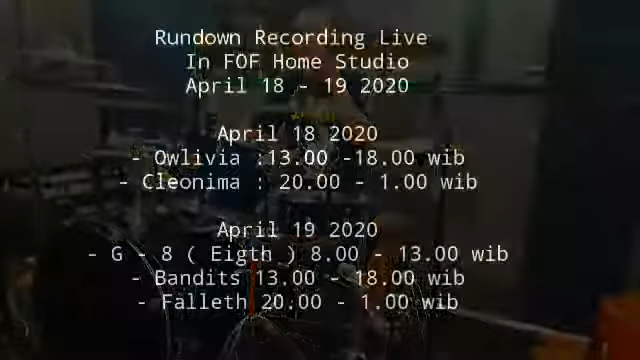 Rundown Recording Live
In FOF Home Studio
April 18 - 19 2020
April 18 2020
- Owlivia :13.00 -18.00 wib
- Cleonima : 20.00 - 1.00 wib
April 19 2020
- G - 8 ( Eigth ) 8.00 - 13.00 wib
- Bandits 13.00 - 18.00 wib
- Falleth 20.00 - 1.00 wib